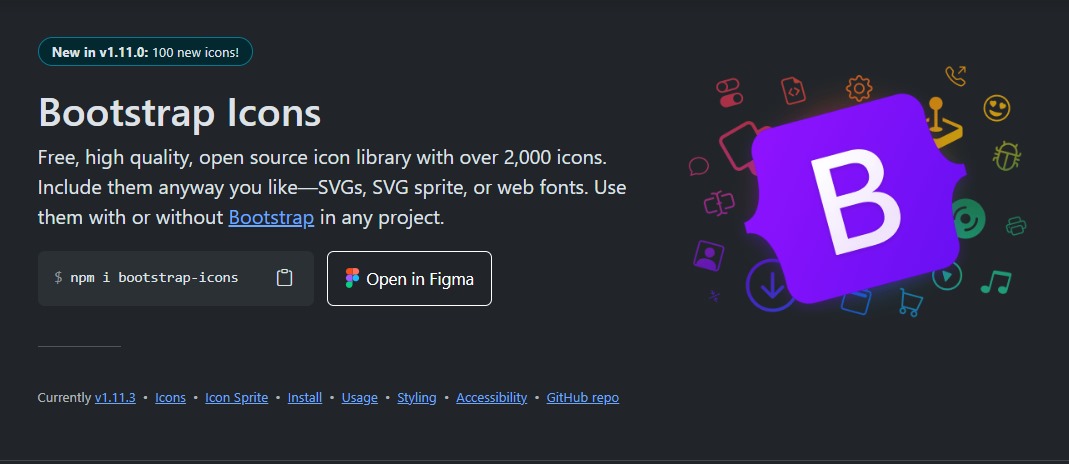 New in v1.11.0: 100 new icons!
Bootstrap Icons
Free, high quality, open source icon library with over 2,000 icons.
Include them anyway you like—SVGs, SVG sprite, or web fonts. Use
them with or without Bootstrap in any project.
$ npm i bootstrap-icons
Open in Figma
Currently v1.11.3 • Icons • Icon Sprite • Install • Usage • Styling • Accessibility • GitHub repo
B